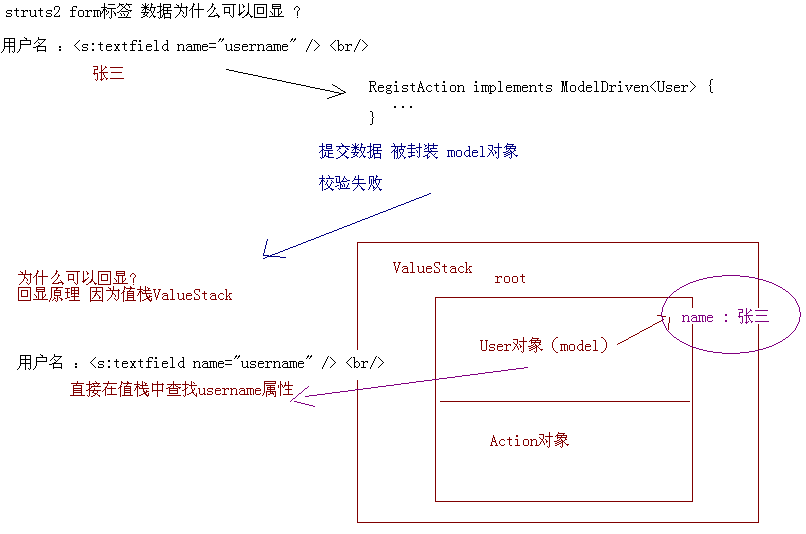 struts2 form标签 数据为什么可以回显 ?
用户名 : <s:textfield name="username" /> <br/>
张三
RegistAction implements ModelDriven<User> {
...
}
提交数据 被封装 model对象
校验失败
为什么可以回显?
回显原理 因为值栈ValueStack
ValueStack
root
name : 张三
User对象（model）
用户名 : <s:textfield name="username" /> <br/>
直接在值栈中查找username属性
Action对象